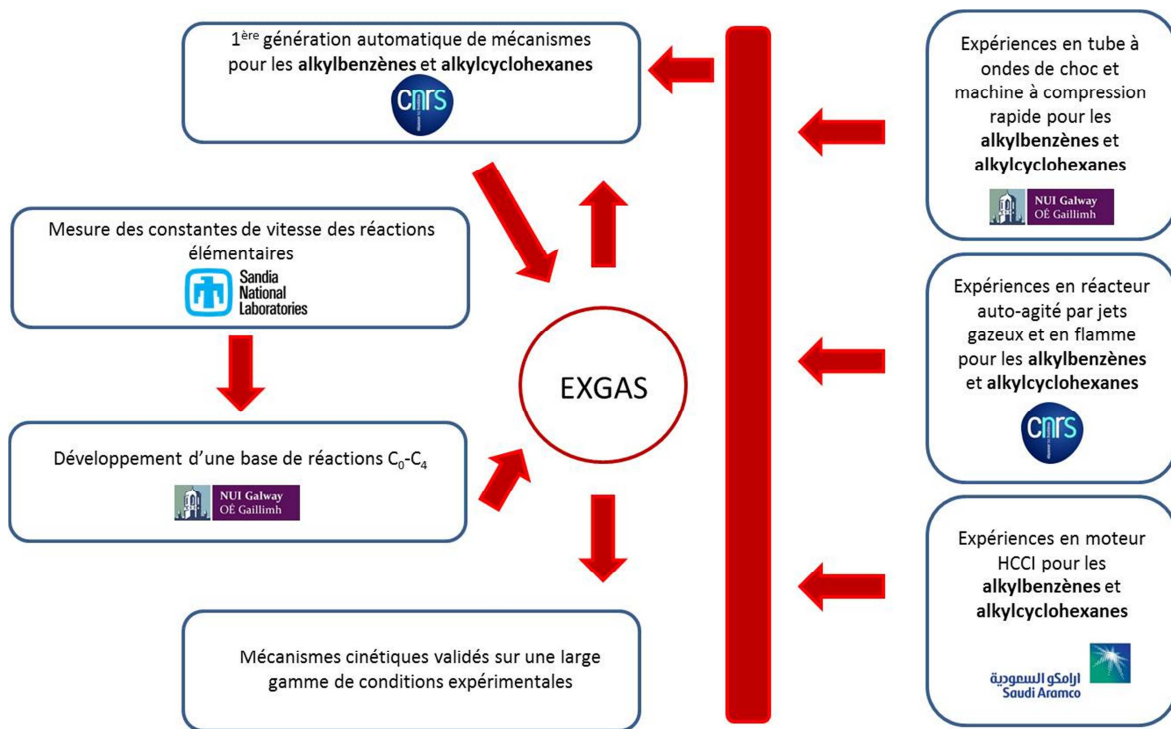 1ère génération automatique de mécanismes
pour les alkylbenzènes et alkylcyclohexanes
cnrs
Mesure des constantes de vitesse des réactions
élémentaires
Sandia
National
Laboratories
Développement d'une base de réactions C₀-C₄
NUI Galway
OÉ Gaillimh
EXGAS
Mécanismes cinétiques validés sur une large
gamme de conditions expérimentales
Expériences en tube à
ondes de choc et
machine à compression
rapide pour les
alkylbenzènes et
alkylcyclohexanes
NUI Galway
OÉ Gaillimh
Expériences en réacteur
auto-agité par jets
gazeux et en flamme
pour les alkylbenzènes
et alkylcyclohexanes
cnrs
Expériences en moteur
HCCI pour les
alkylbenzènes et
alkylcyclohexanes
ارامكو السعودية
Saudi Aramco